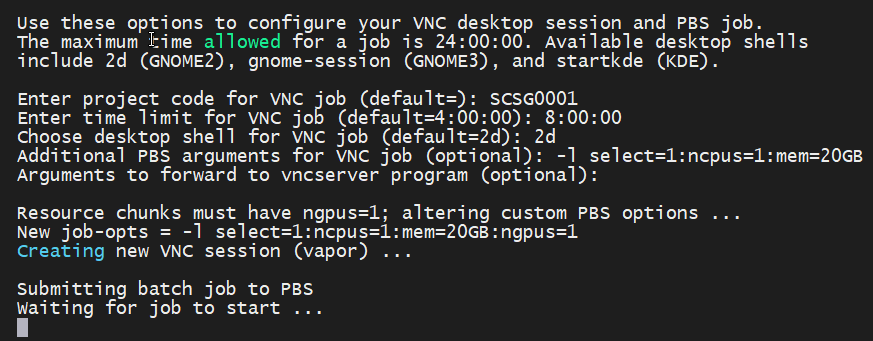 Use these options to configure your VNC desktop session and PBS job.
The maximum time allowed for a job is 24:00:00. Available desktop shells
include 2d (GNOME2), gnome-session (GNOME3), and startkde (KDE).

Enter project code for VNC job (default=): SCSG0001
Enter time limit for VNC job (default=4:00:00): 8:00:00
Choose desktop shell for VNC job (default=2d): 2d
Additional PBS arguments for VNC job (optional): -l select=1:ncpus=1:mem=20GB
Arguments to forward to vncserver program (optional):

Resource chunks must have ngpus=1; altering custom PBS options ...
New job-opts = -l select=1:ncpus=1:mem=20GB:ngpus=1
Creating new VNC session (vapor) ...

Submitting batch job to PBS
Waiting for job to start ...